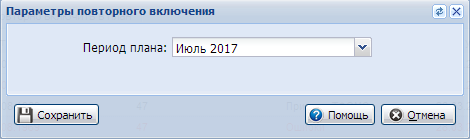 Параметры повторного включения
Период плана: Июль 2017
Сохранить Помощь Отмена